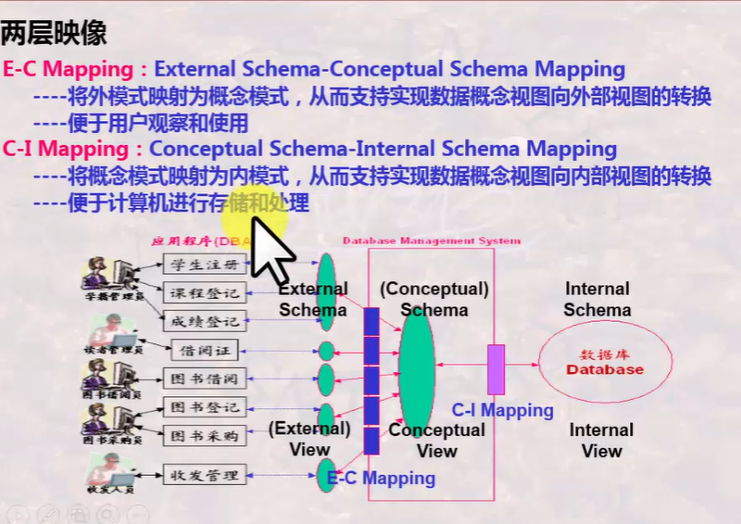 两层映像
E-C Mapping：External Schema-Conceptual Schema Mapping
----将外模式映射为概念模式，从而支持实现数据概念视图向外部视图的转换
----便于用户观察和使用
C-I Mapping：Conceptual Schema-Internal Schema Mapping
----将概念模式映射为内模式，从而支持实现数据概念视图向内部视图的转换
----便于计算机进行存储和处理
应用程序(DBA
Database Management System
学生注册
课程登记
学籍管理员
成绩登记
External
Schema
(Conceptual)
Schema
Internal
Schema
读者管理员
借阅证
图书借阅
图书借阅员
数据库
Database
图书登记
图书采购
图书采购员
C-I Mapping
(External)
View
Conceptual
View
Internal
View
收发管理
收发人员
E-C Mapping